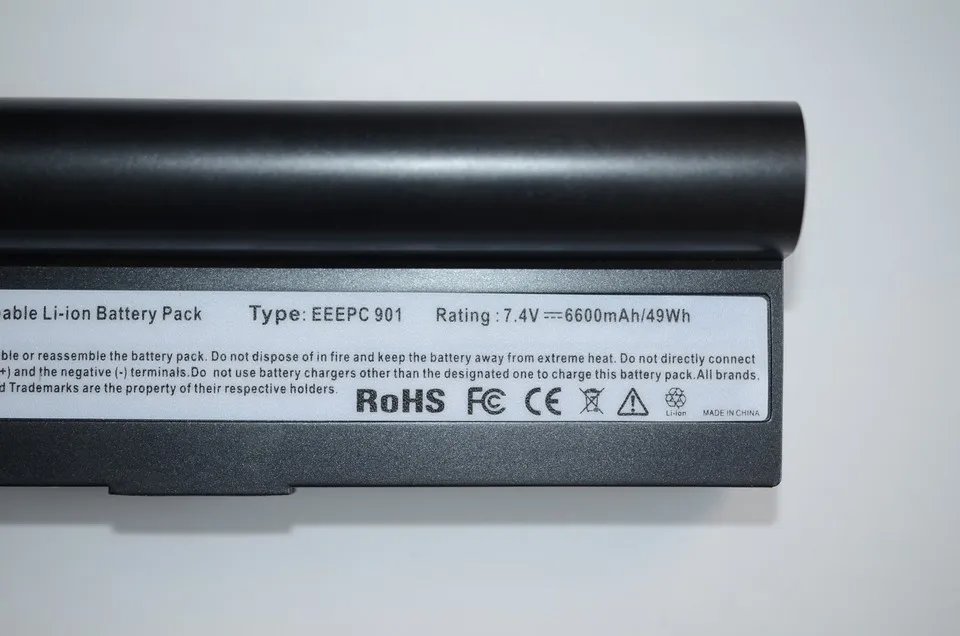 able Li-ion Battery Pack Type: EEEPC 901 Rating : 7.4V ⎓6600mAh/49Wh
ble or reassemble the battery pack. Do not dispose of in fire and keep the battery away from extreme heat. Do not directly connect
+) and the negative (-) terminals.Do not use battery chargers other than the designated one to charge this battery pack.All brands.
d Trademarks are the property of their respective holders.
RoHS FC CE
Li-ion MADE IN CHINA